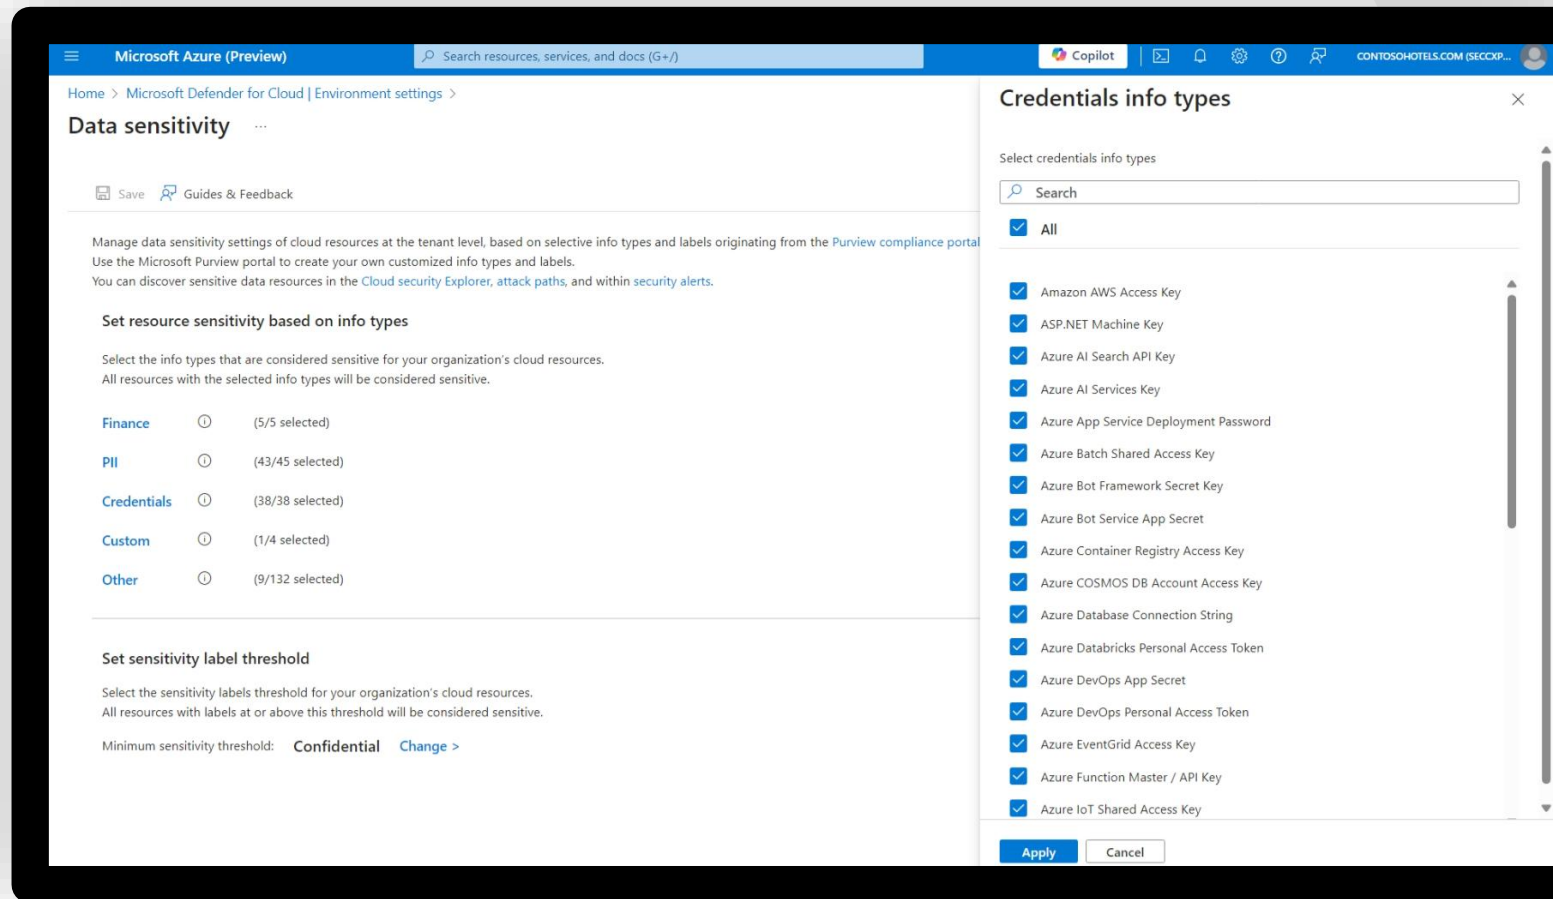 Microsoft Azure (Preview)
Search resources, services, and docs (G+/)
Copilot
CONTOSOHOTELS.COM (SECCXP...
Home > Microsoft Defender for Cloud | Environment settings >
Data sensitivity ...
Save
Guides & Feedback
Manage data sensitivity settings of cloud resources at the tenant level, based on selective info types and labels originating from the Purview compliance portal
Use the Microsoft Purview portal to create your own customized info types and labels.
You can discover sensitive data resources in the Cloud security Explorer, attack paths, and within security alerts.
Set resource sensitivity based on info types
Select the info types that are considered sensitive for your organization's cloud resources.
All resources with the selected info types will be considered sensitive.
Finance (5/5 selected)
PII (43/45 selected)
Credentials (38/38 selected)
Custom (1/4 selected)
Other (9/132 selected)
Set sensitivity label threshold
Select the sensitivity labels threshold for your organization's cloud resources.
All resources with labels at or above this threshold will be considered sensitive.
Minimum sensitivity threshold: Confidential Change >
Credentials info types
Select credentials info types
Search
All
Amazon AWS Access Key
ASP.NET Machine Key
Azure AI Search API Key
Azure AI Services Key
Azure App Service Deployment Password
Azure Batch Shared Access Key
Azure Bot Framework Secret Key
Azure Bot Service App Secret
Azure Container Registry Access Key
Azure COSMOS DB Account Access Key
Azure Database Connection String
Azure Databricks Personal Access Token
Azure DevOps App Secret
Azure DevOps Personal Access Token
Azure EventGrid Access Key
Azure Function Master / API Key
Azure IoT Shared Access Key
Apply
Cancel